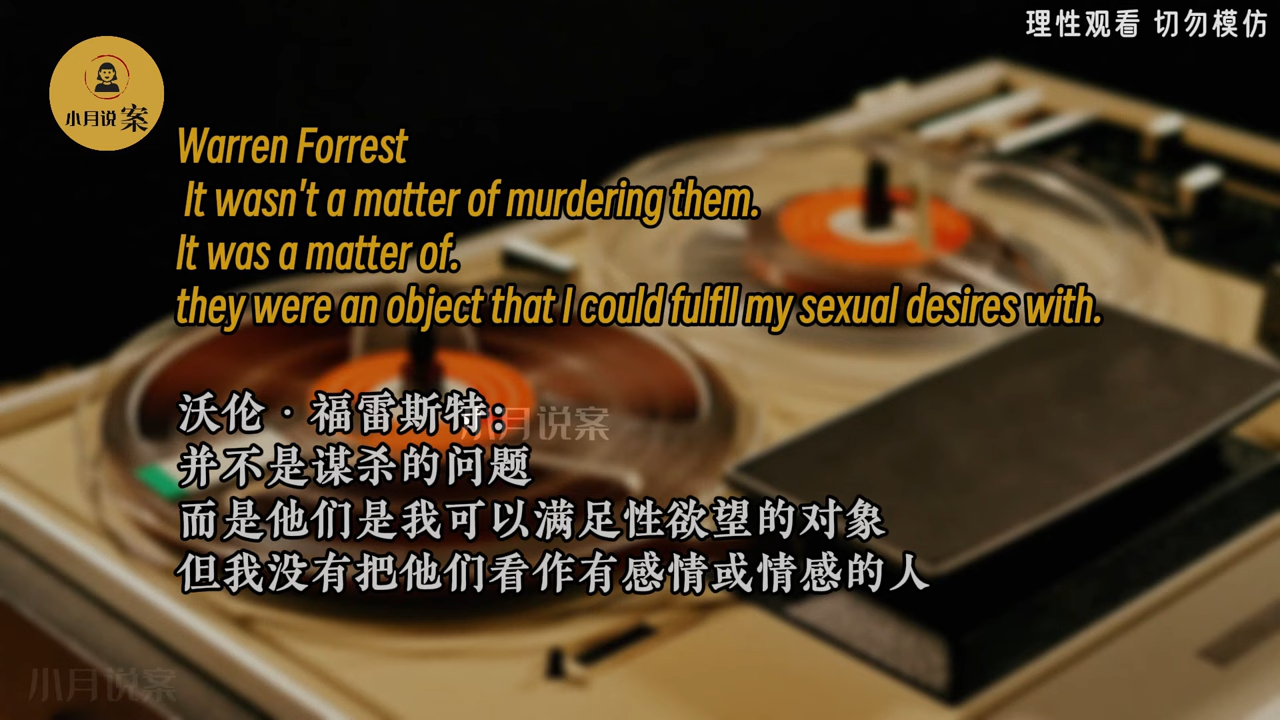 理性观看 切勿模仿
小月说案
Warren Forrest
It wasn't a matter of murdering them.
It was a matter of.
they were an object that I could fulfll my sexual desires with.
沃伦·福雷斯特:
小月说案
并不是谋杀的问题
而是他们是我可以满足性欲望的对象
但我没有把他们看作有感情或情感的人
小月说案